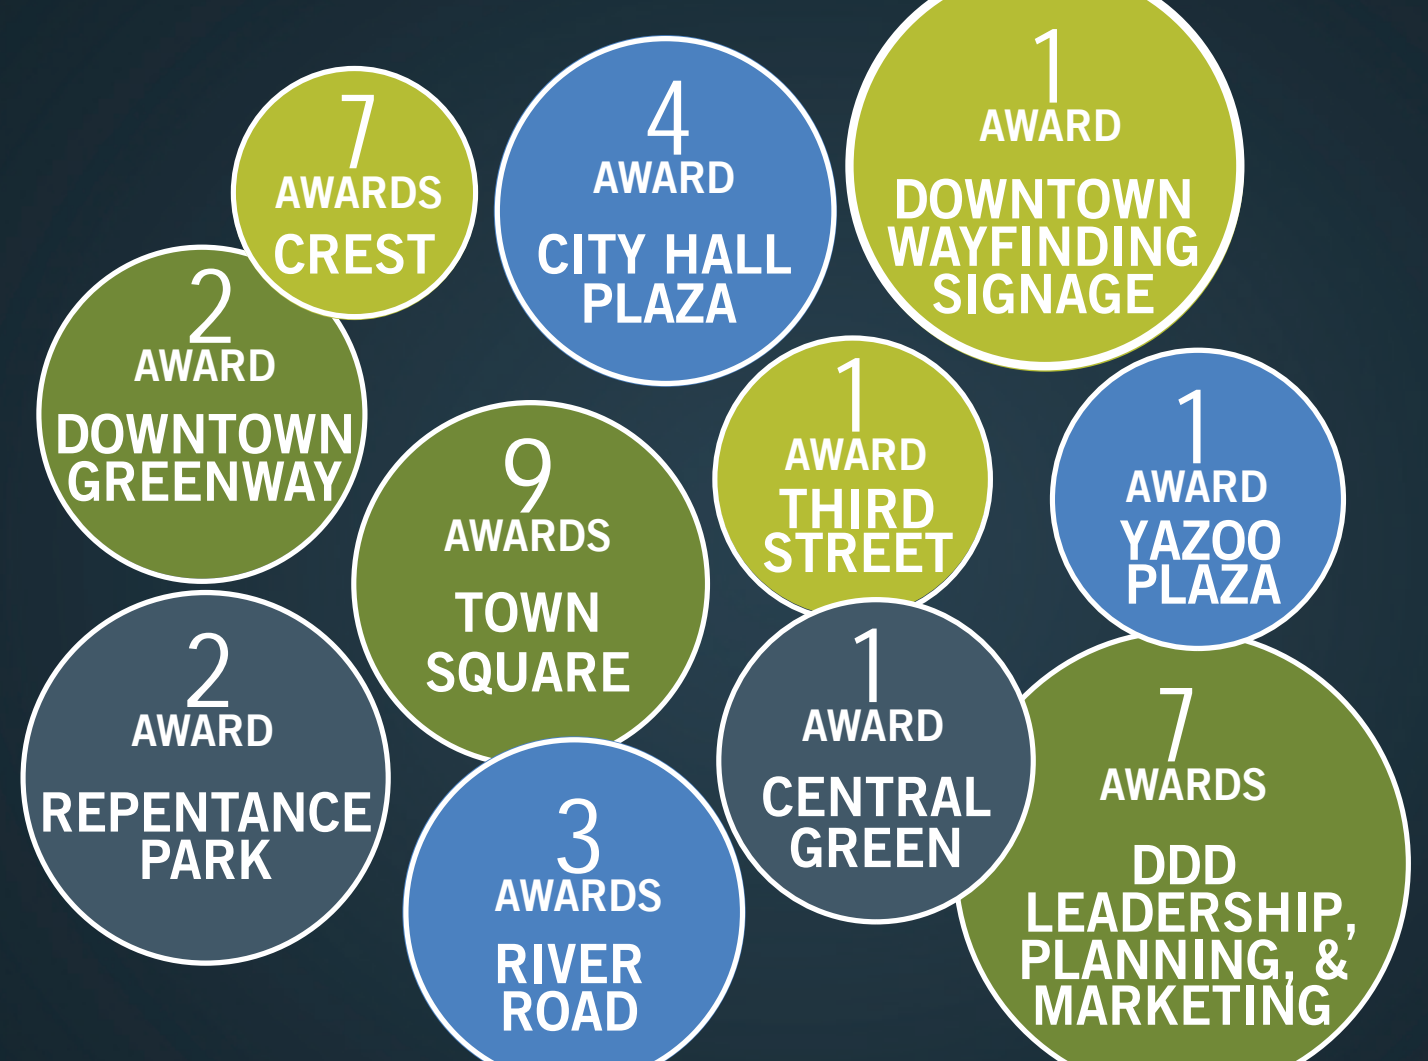 7
AWARDS
CREST
4
AWARD
CITY HALL
PLAZA
1
AWARD
DOWNTOWN
WAYFINDING
SIGNAGE
2
AWARD
DOWNTOWN
GREENWAY
9
AWARDS
TOWN
SQUARE
1
AWARD
THIRD
STREET
1
AWARD
YAZOO
PLAZA
2
AWARD
REPENTANCE
PARK
3
AWARDS
RIVER
ROAD
1
AWARD
CENTRAL
GREEN
7
AWARDS
DDD
LEADERSHIP,
PLANNING, &
MARKETING